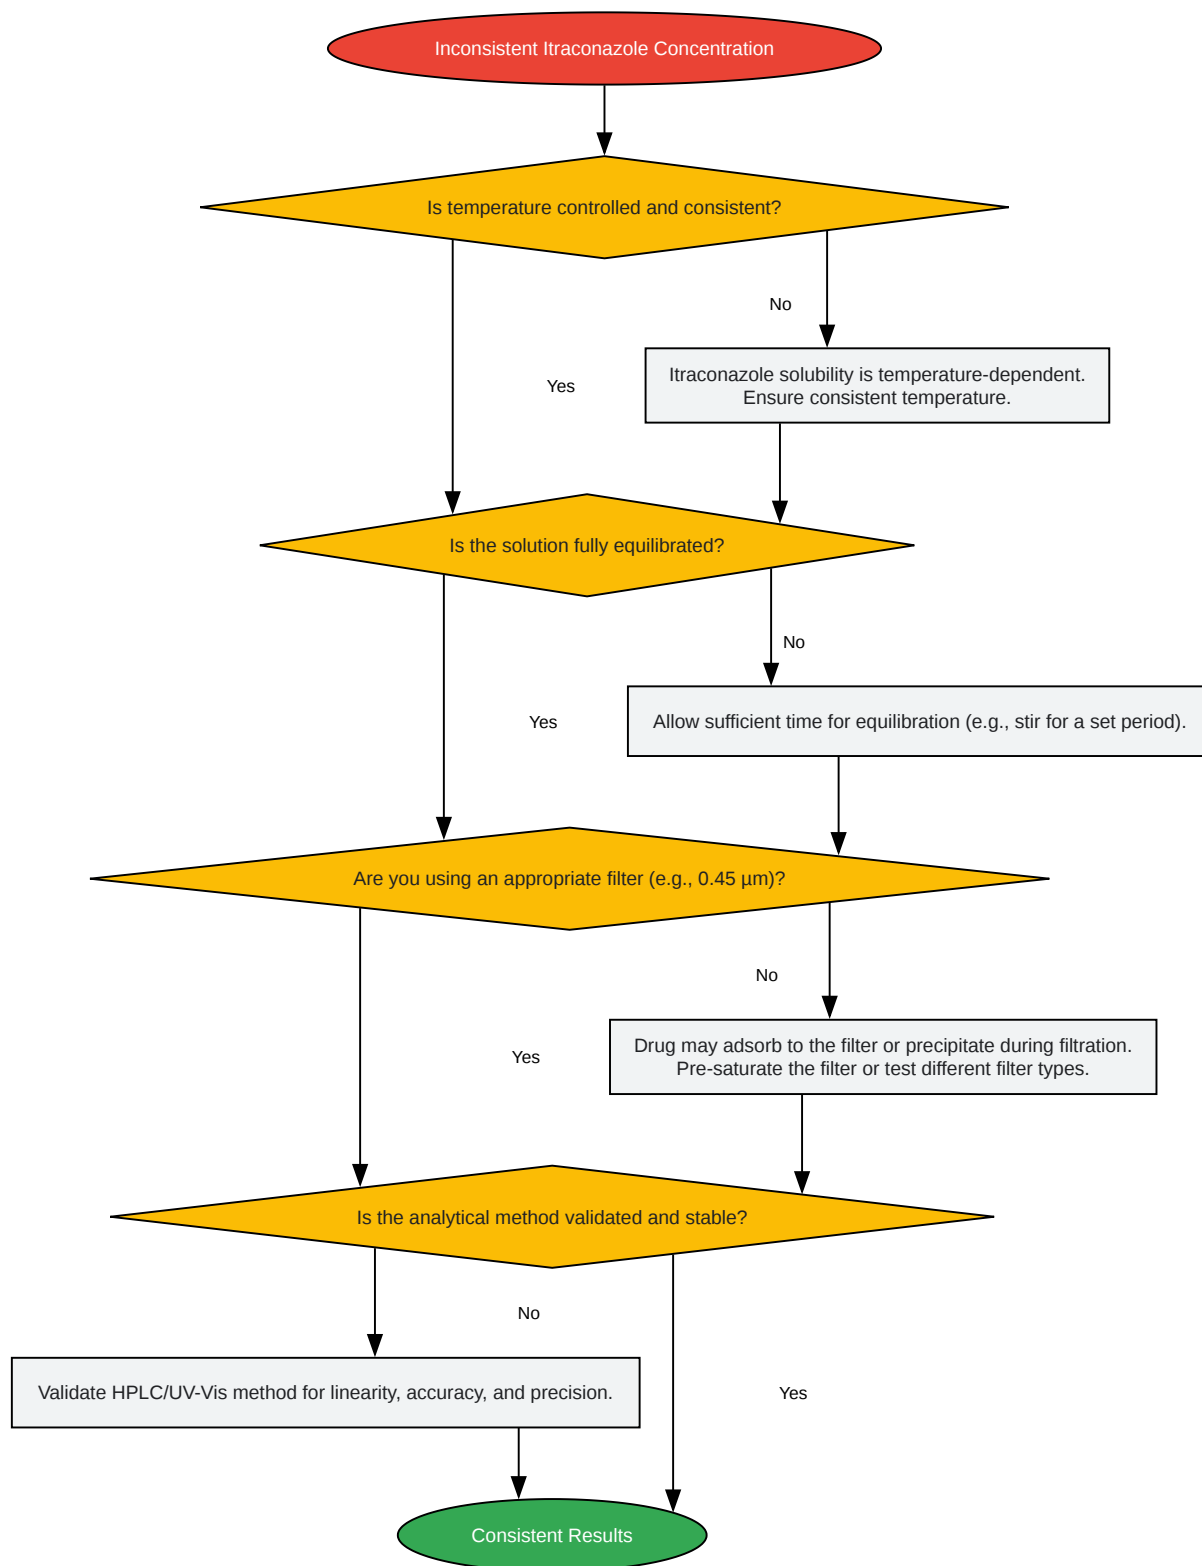 Inconsistent Itraconazole Concentration
Is temperature controlled and consistent?
No
Itraconazole solubility is temperature-dependent.
Ensure consistent temperature.
Yes
Is the solution fully equilibrated?
No
Allow sufficient time for equilibration (e.g., stir for a set period).
Yes
Are you using an appropriate filter (e.g., 0.45 µm)?
No
Drug may adsorb to the filter or precipitate during filtration.
Pre-saturate the filter or test different filter types.
Yes
Is the analytical method validated and stable?
No
Validate HPLC/UV-Vis method for linearity, accuracy, and precision.
Yes
Consistent Results